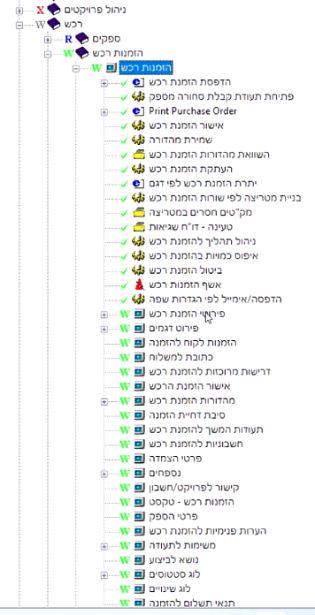 X ניהול פרויקטים
W רכש
R ספקים
W הזמנות רכש
W הזמנות רכש
הדפסת הזמנת רכש
פתיחת תעודת קבלת סחורה מספק
Print Purchase Order
אישור הזמנת רכש
שמירת מהדורה
השוואת מהדורות הזמנת רכש
העתקת הזמנת רכש
יתרת הזמנת רכש לפי דגם
בניית מטריצה לפי שורות הזמנת רכש
מק"טים חסרים במטריצה
טעינה - דו"ח שגיאות
ניהול תהליך להזמנת רכש
איפוס כמויות בהזמנת רכש
ביטול הזמנת רכש
אשף הזמנות רכש
הדפסה/אימייל לפי הגדרות שפה
W פירוטי הזמנת רכש
W פירוט דגמים
W הזמנות לקוח להזמנה
W כתובת למשלוח
W דרישות מרוכזות להזמנת רכש
W אישור הזמנת הרכש
W מהדורות הזמנת רכש
W סיבת דחיית הזמנה
W תעודות המשך להזמנת רכש
W חשבוניות להזמנת רכש
W פרטי הצמדה
W נספחים
W קישור לפרויקט/חשבון
W הזמנות רכש - טקסט
W פרטי הספק
W הערות פנימיות להזמנת רכש
W משימות לתעודה
W נושא לביצוע
W לוג סטטוסים
W לוג שינויים
W תנאי תשלום להזמנה